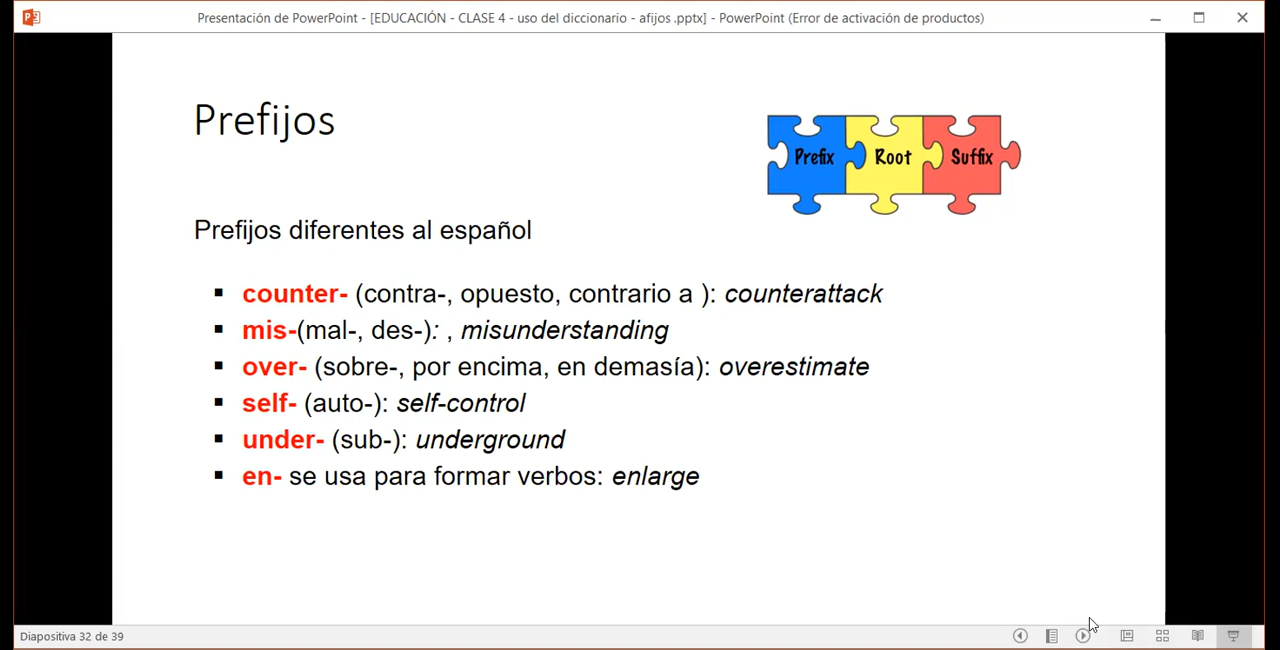 Presentación de PowerPoint - [EDUCACIÓN - CLASE 4 - uso del diccionario - afijos .pptx] - PowerPoint (Error de activación de productos)
Prefijos
Prefix Root Suffix
Prefijos diferentes al español
▪ counter- (contra-, opuesto, contrario a ): counterattack
▪ mis-(mal-, des-): , misunderstanding
▪ over- (sobre-, por encima, en demasía): overestimate
▪ self- (auto-): self-control
▪ under- (sub-): underground
▪ en- se usa para formar verbos: enlarge
Diapositiva 32 de 39